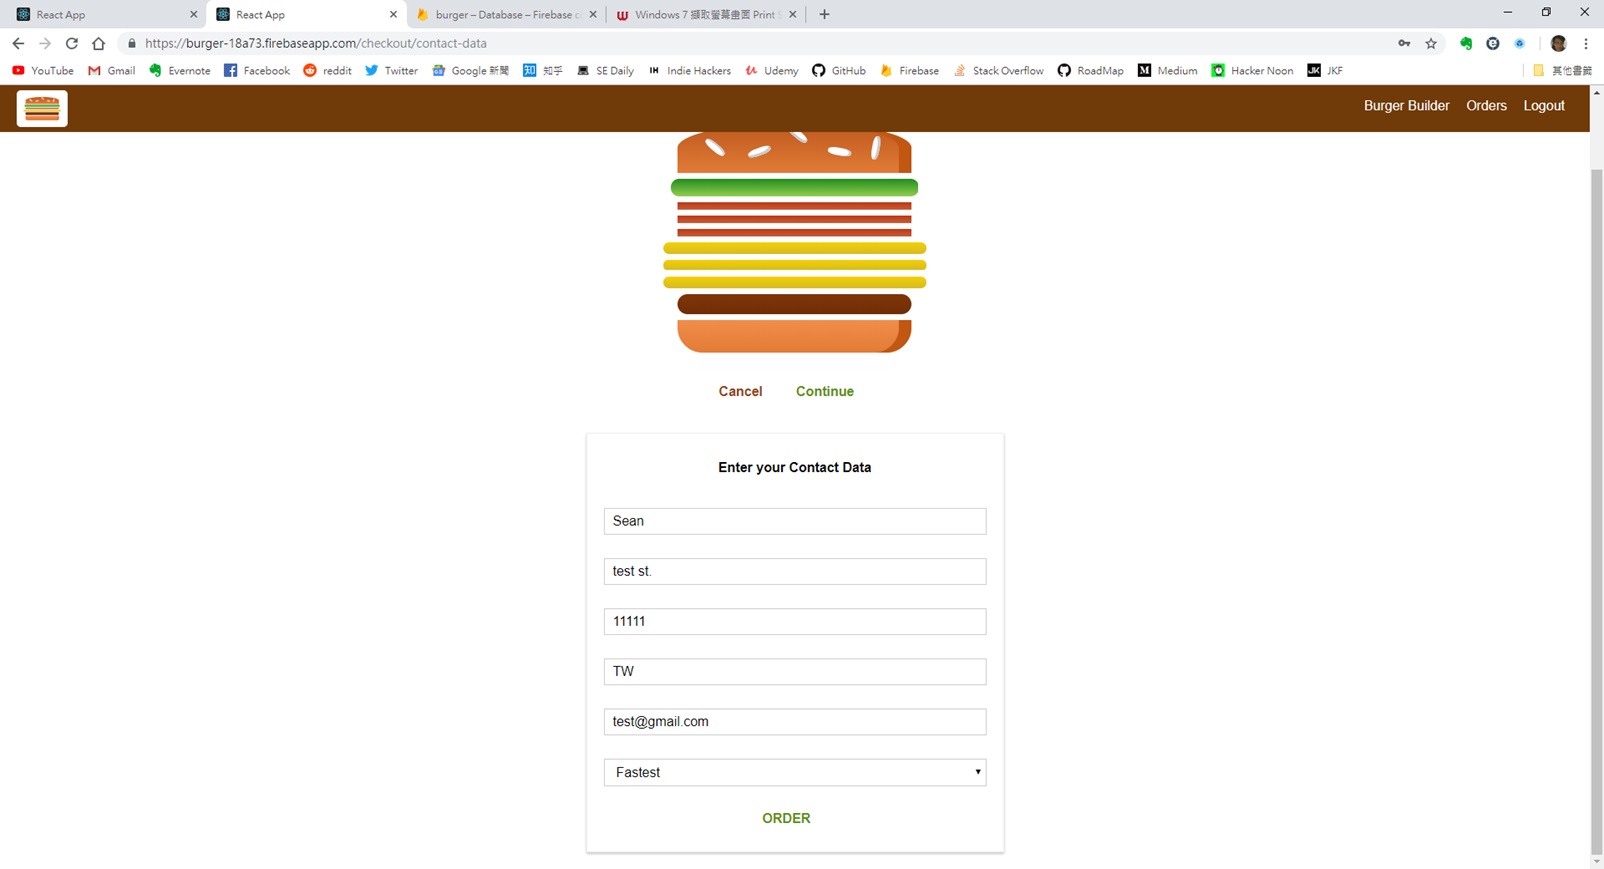 React App
React App
burger – Database – Firebase c
Windows 7 擷取螢幕畫面 Print
https://burger-18a73.firebaseapp.com/checkout/contact-data
YouTube Gmail Evernote Facebook reddit Twitter Google 新聞 知乎 SE Daily IH Indie Hackers Udemy GitHub Firebase Stack Overflow RoadMap Medium Hacker Noon JKF 其他書籤
Burger Builder Orders Logout
Cancel Continue
Enter your Contact Data
Sean
test st.
11111
TW
test@gmail.com
Fastest
ORDER